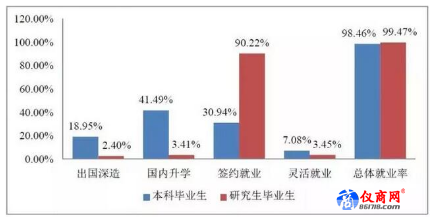 120.00%
100.00%
80.00%
60.00%
40.00%
20.00%
0.00%
18.95%
2.40%
41.49%
3.41%
30.94%
90.22%
7.08%
3.45%
98.46%
99.47%
出国深造
国内升学
签约就业
灵活就业
总体就业率
本科毕业生
研究生毕业生
仪商网
861718.com